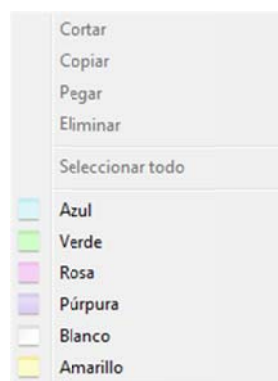 Cortar
Copiar
Pegar
Eliminar
Seleccionar todo
Azul
Verde
Rosa
Púrpura
Blanco
Amarillo